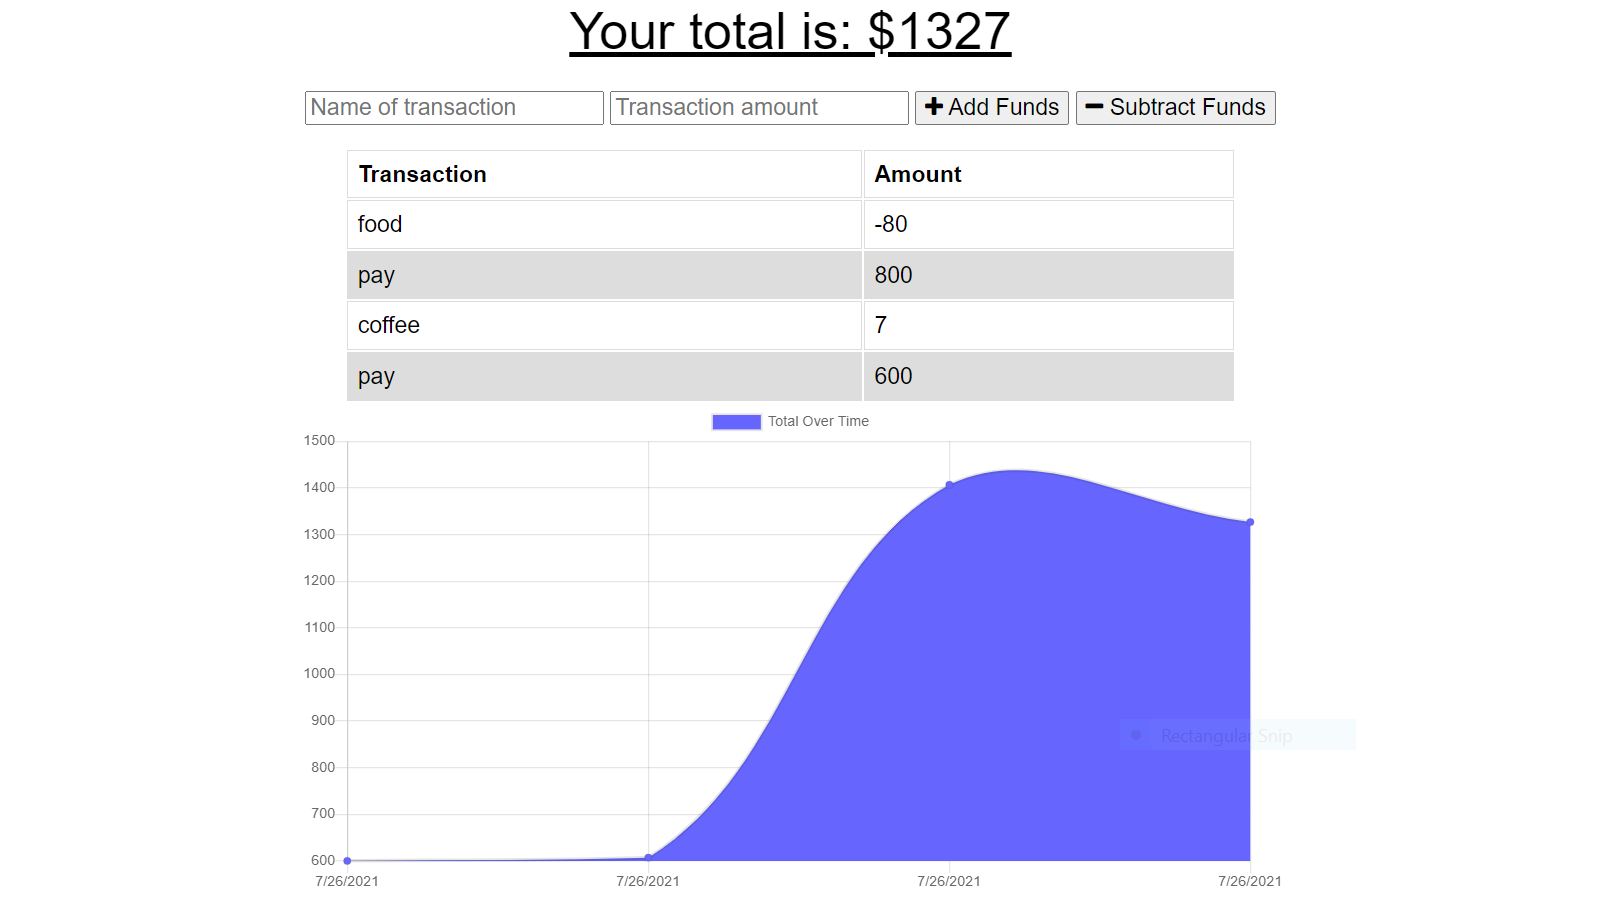 Your total is: $1327
Name of transaction Transaction amount Add Funds Subtract Funds
Transaction Amount
food -80
pay 800
coffee 7
pay 600
Total Over Time
1500
1400
1300
1200
1100
1000
900
800
700
600
Rectangular Snip
7/26/2021 7/26/2021 7/26/2021 7/26/2021